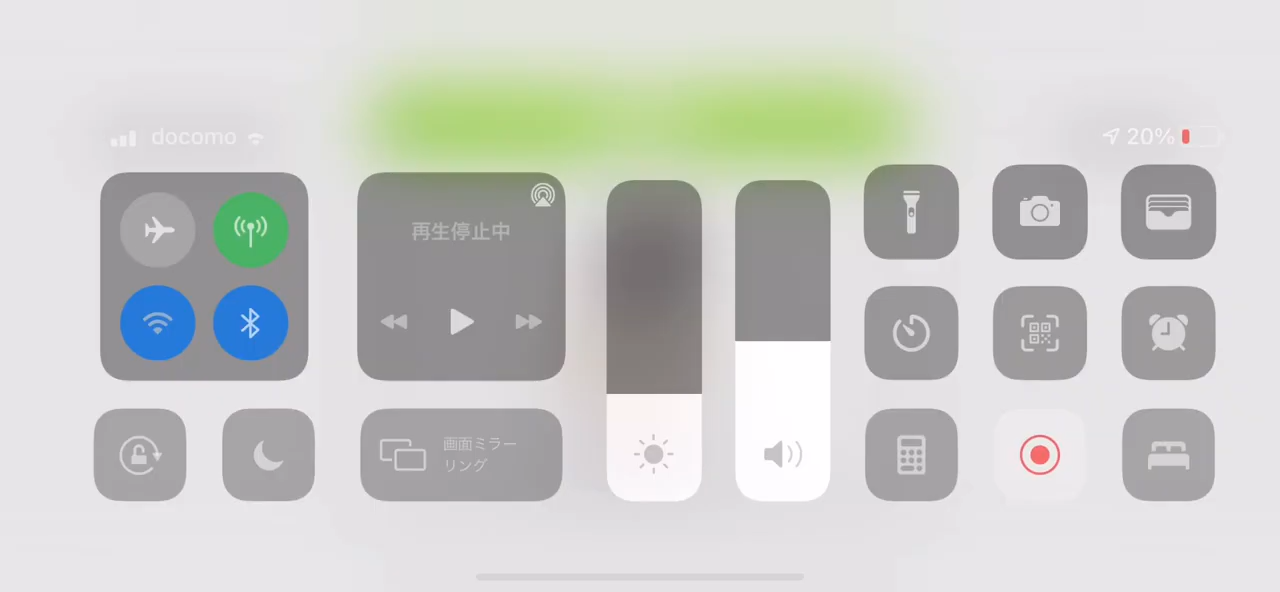 docomo
20%
再生停止中
画面ミラー
リング